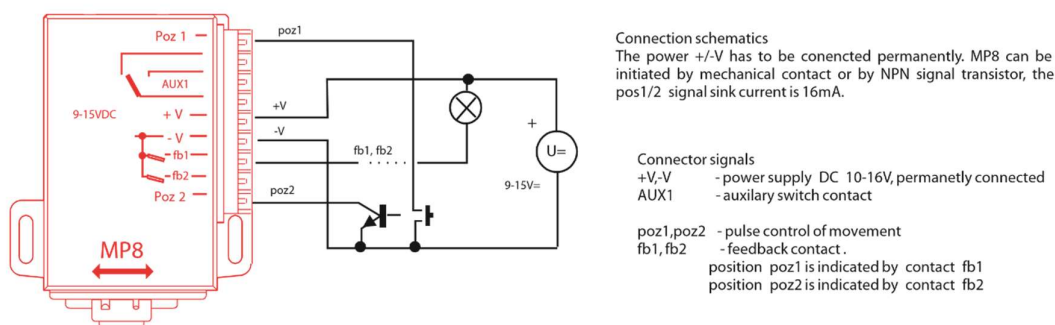 Poz 1
AUX1
9-15VDC
+ V
- V
fb1
fb2
Poz 2
MP8
poz1
+V
-V
fb1, fb2
poz2
+
U=
9-15V=
Connection schematics
The power +/-V has to be conencted permanently. MP8 can be
initiated by mechanical contact or by NPN signal transistor, the
pos1/2 signal sink current is 16mA.
Connector signals
+V,-V - power supply DC 10-16V, permanetly connected
AUX1 - auxilary switch contact
poz1,poz2 - pulse control of movement
fb1, fb2 - feedback contact .
position poz1 is indicated by contact fb1
position poz2 is indicated by contact fb2